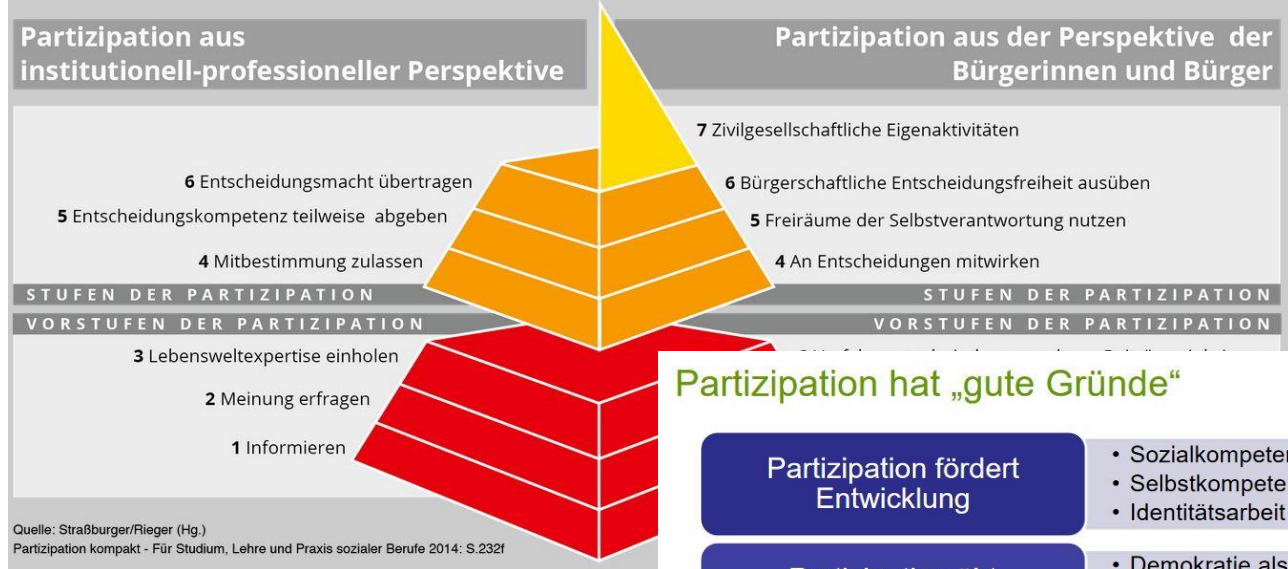 Partizipation aus
institutionell-professioneller Perspektive
Partizipation aus der Perspektive der
Bürgerinnen und Bürger
7 Zivilgesellschaftliche Eigenaktivitäten
6 Entscheidungsmacht übertragen
6 Bürgerschaftliche Entscheidungsfreiheit ausüben
5 Entscheidungskompetenz teilweise abgeben
5 Freiräume der Selbstverantwortung nutzen
4 Mitbestimmung zulassen
4 An Entscheidungen mitwirken
STUFEN DER PARTIZIPATION
STUFEN DER PARTIZIPATION
VORSTUFEN DER PARTIZIPATION
VORSTUFEN DER PARTIZIPATION
3 Lebensweltexpertise einholen
2 Meinung erfragen
1 Informieren
Quelle: Straßburger/Rieger (Hg.)
Partizipation kompakt - Für Studium, Lehre und Praxis sozialer Berufe 2014: S.232f
Partizipation hat „gute Gründe“
Partizipation fördert
Entwicklung
• Sozialkompeten
• Selbstkompete
• Identitätsarbeit
• Demokratie als